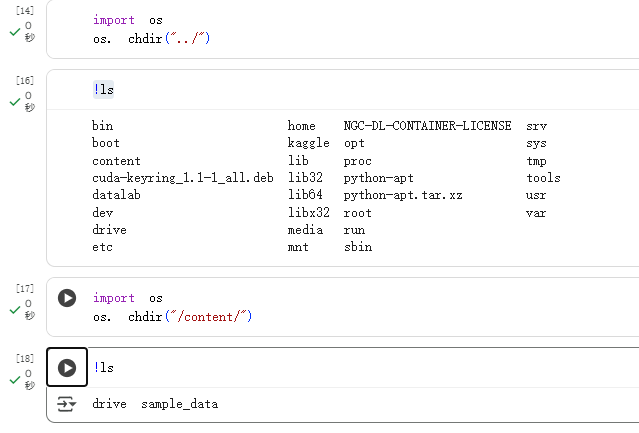 [14]
0
秒
import os
os. chdir("../")
[16]
0
秒
!ls
bin home NGC-DL-CONTAINER-LICENSE srv
boot kaggle opt sys
content lib proc tmp
cuda-keyring_1.1-1_all.deb lib32 python-apt tools
datalab lib64 python-apt.tar.xz usr
dev libx32 root var
drive media run
etc mnt sbin
[17]
0
秒
import os
os. chdir("/content/")
[18]
0
秒
!ls
drive sample_data